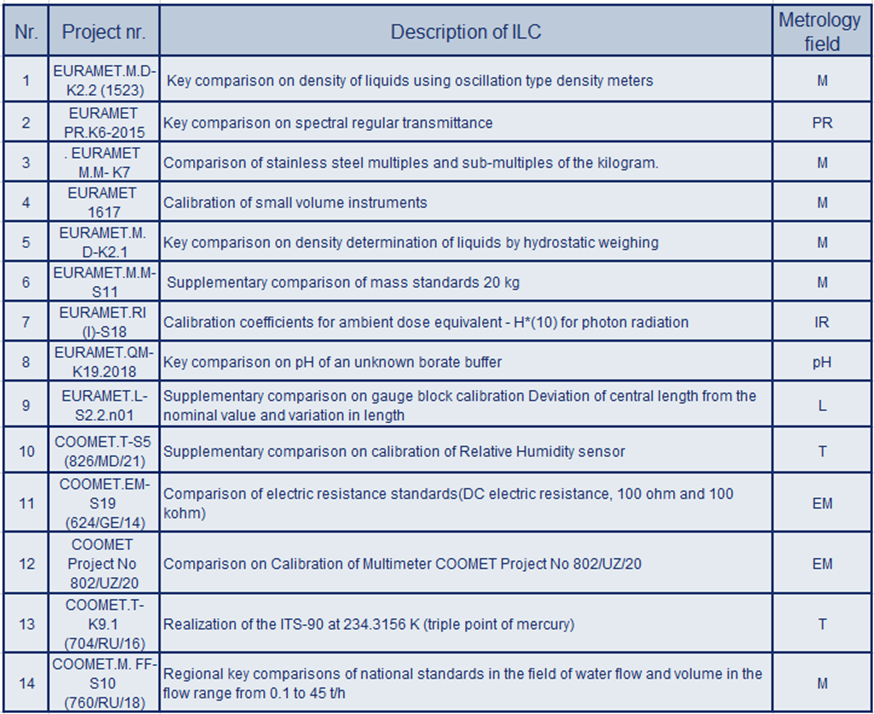 Nr. Project nr. Description of ILC Metrology
field
1 EURAMET.M.D-
K2.2 (1523) Key comparison on density of liquids using oscillation type density meters M
2 EURAMET
PR.K6-2015 Key comparison on spectral regular transmittance PR
3 . EURAMET
M.M- K7 Comparison of stainless steel multiples and sub-multiples of the kilogram. M
4 EURAMET
1617 Calibration of small volume instruments M
5 EURAMET.M.
D-K2.1 Key comparison on density determination of liquids by hydrostatic weighing M
6 EURAMET.M.M-
S11 Supplementary comparison of mass standards 20 kg M
7 EURAMET.RI
(I)-S18 Calibration coefficients for ambient dose equivalent - H*(10) for photon radiation IR
8 EURAMET.QM-
K19.2018 Key comparison on pH of an unknown borate buffer pH
9 EURAMET.L-
S2.2.n01 Supplementary comparison on gauge block calibration Deviation of central length from the
nominal value and variation in length L
10 COOMET.T-S5
(826/MD/21) Supplementary comparison on calibration of Relative Humidity sensor T
11 COOMET.EM-
S19
(624/GE/14) Comparison of electric resistance standards(DC electric resistance, 100 ohm and 100
kohm) EM
12 COOMET
Project No
802/UZ/20 Comparison on Calibration of Multimeter COOMET Project No 802/UZ/20 EM
13 COOMET.T-
K9.1
(704/RU/16) Realization of the ITS-90 at 234.3156 K (triple point of mercury) T
14 COOMET.M. FF-
S10
(760/RU/18) Regional key comparisons of national standards in the field of water flow and volume in the
flow range from 0.1 to 45 t/h M